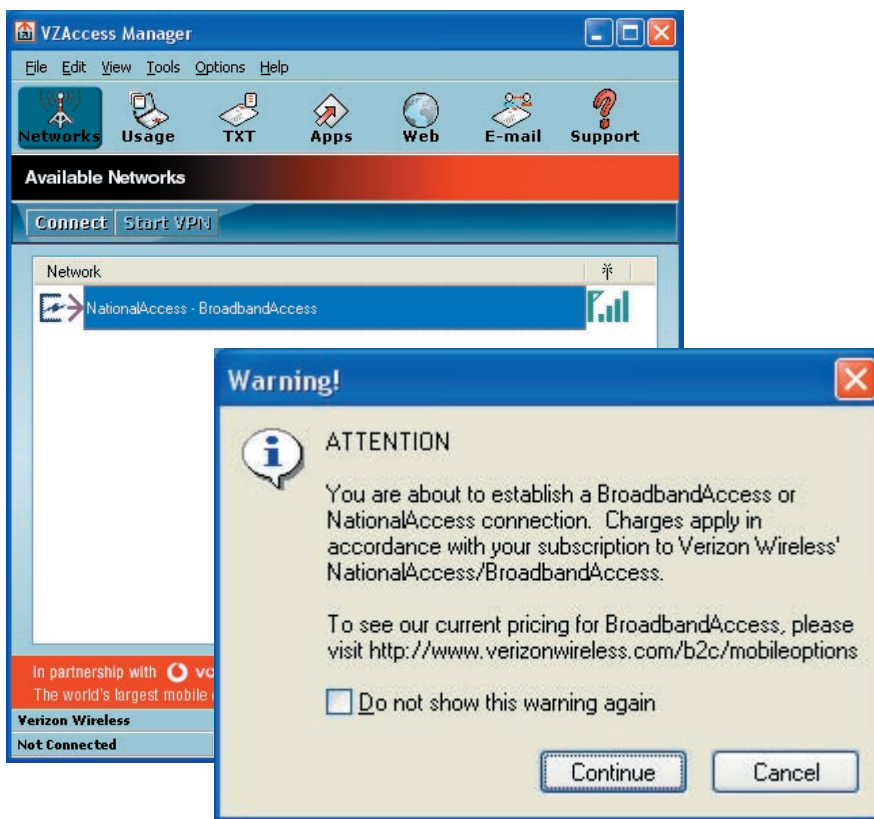 VZAccess Manager
File Edit View Tools Options Help
Networks Usage TXT Apps Web E-mail Support
Available Networks
Connect Start VPN
Network
NationalAccess - BroadbandAccess
Warning!
ATTENTION
You are about to establish a BroadbandAccess or
NationalAccess connection. Charges apply in
accordance with your subscription to Verizon Wireless'
NationalAccess/BroadbandAccess.
To see our current pricing for BroadbandAccess, please
visit http://www.verizonwireless.com/b2c/mobileoptions
Do not show this warning again
Continue Cancel
In partnership with
The world's largest mobile
Verizon Wireless
Not Connected